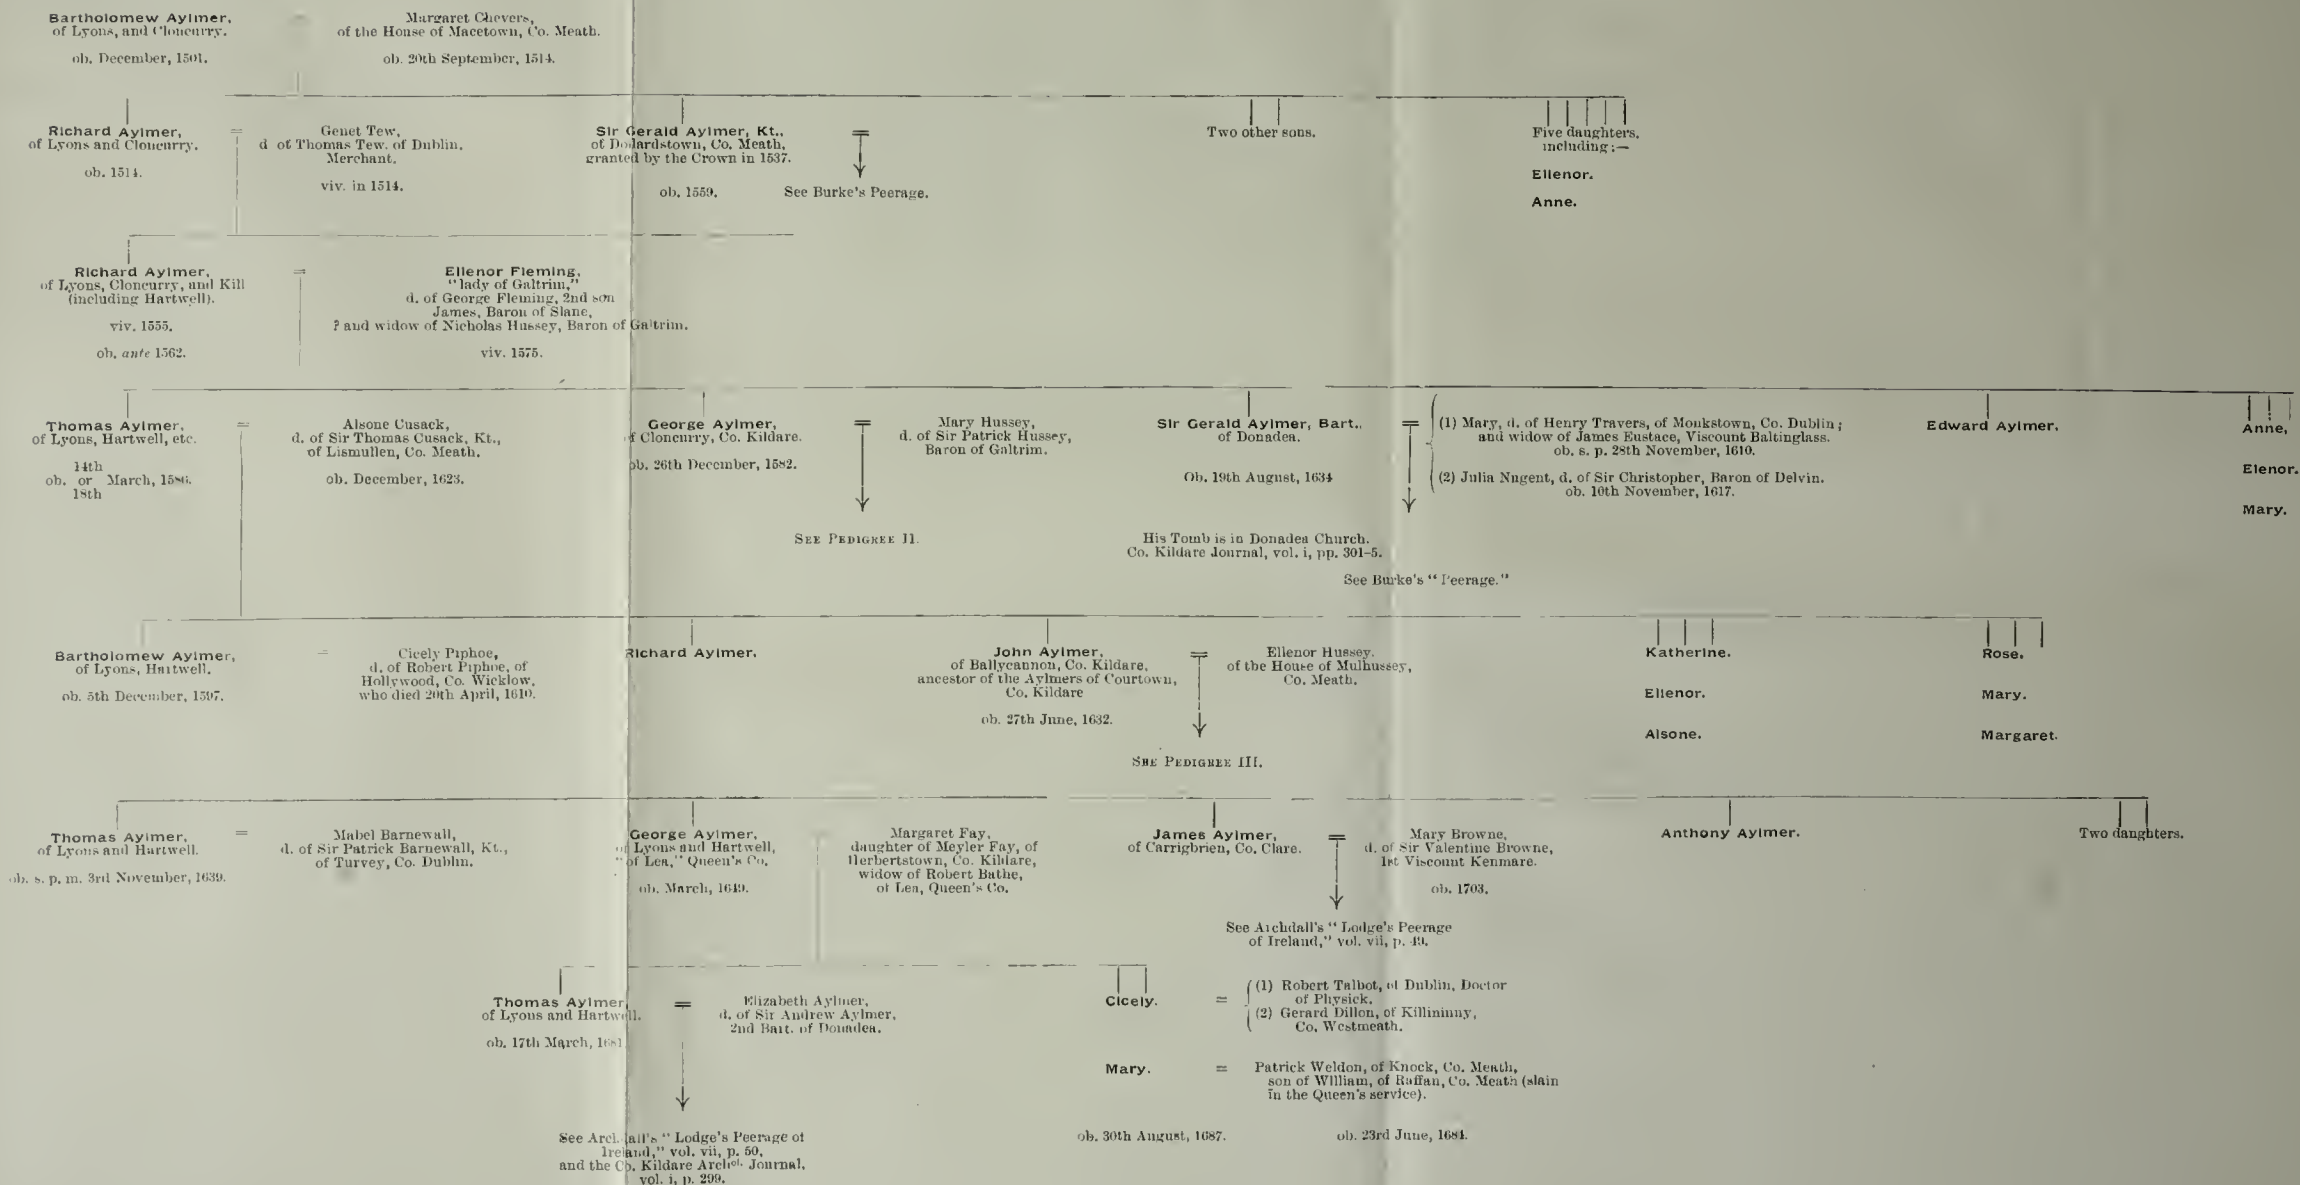 Bartholomew Aylmer,
of Lyons, and Cloncurry.
ob. December, 1501.
Margaret Chevers,
of the House of Macetown, Co. Meath.
ob. 20th September, 1514.
Richard Aylmer,
of Lyons and Cloncurry.
ob. 1514.
=
Genet Tew,
d of Thomas Tew. of Dublin,
Merchant.
viv. in 1514.
Sir Gerald Aylmer, Kt.,
of Dollardstown, Co. Meath,
granted by the Crown in 1537.
ob. 1559.
=
See Burke's Peerage.
Two other sons.
Five daughters.
including:—
Ellenor.
Anne.
Richard Aylmer,
of Lyons, Cloncurry, and Kill
(including Hartwell).
viv. 1555.
ob. ante 1562.
=
Ellenor Fleming,
"lady of Galtrim,"
d. of George Fleming, 2nd son
James, Baron of Slane,
? and widow of Nicholas Hussey, Baron of Galtrim.
viv. 1575.
Thomas Aylmer,
of Lyons, Hartwell, etc.
14th
ob. or March, 1586.
18th
=
Alsone Cusack,
d. of Sir Thomas Cusack, Kt.,
of Lismullen, Co. Meath.
ob. December, 1623.
George Aylmer,
of Cloncurry, Co. Kildare.
ob. 26th December, 1582.
=
Mary Hussey,
d. of Sir Patrick Hussey,
Baron of Galtrim.
See Pedigree II.
Sir Gerald Aylmer, Bart.,
of Donadea.
Ob. 19th August, 1634
=
(1) Mary, d. of Henry Travers, of Monkstown, Co. Dublin;
and widow of James Eustace, Viscount Baltinglass.
ob. s. p. 28th November, 1610.
(2) Julia Nugent, d. of Sir Christopher, Baron of Delvin.
ob. 10th November, 1617.
His Tomb is in Donadea Church.
Co. Kildare Journal, vol. i, pp. 301-5.
See Burke's "Peerage."
Edward Aylmer.
Anne,
Elenor.
Mary.
Bartholomew Aylmer,
of Lyons, Hartwell.
ob. 5th December, 1597.
=
Cicely Piphoe,
d. of Robert Piphoe, of
Hollywood, Co. Wicklow,
who died 20th April, 1610.
Richard Aylmer.
John Aylmer,
of Ballycannon, Co. Kildare,
ancestor of the Aylmers of Courtown,
Co. Kildare
ob. 27th June, 1632.
=
Ellenor Hussey.
of the House of Mulhussey,
Co. Meath.
See Pedigree III.
Katherine.
Ellenor.
Alsone.
Rose.
Mary.
Margaret.
Thomas Aylmer,
of Lyons and Hartwell.
ob. s. p. m. 3rd November, 1639.
=
Mabel Barnewall,
d. of Sir Patrick Barnewall, Kt.,
of Turvey, Co. Dublin.
George Aylmer,
of Lyons and Hartwell,
"of Lea," Queen's Co.
ob. March, 1649.
Margaret Fay,
daughter of Meyler Fay, of
Herbertstown, Co. Kildare,
widow of Robert Bathe,
of Lea, Queen's Co.
James Aylmer,
of Carrigbrien, Co. Clare.
=
Mary Browne,
d. of Sir Valentine Browne,
1st Viscount Kenmare.
ob. 1703.
See Archdall's "Lodge's Peerage
of Ireland," vol. vii, p. 49.
Anthony Aylmer.
Two daughters.
Thomas Aylmer
of Lyons and Hartwell.
ob. 17th March, 1681
=
Elizabeth Aylmer,
d. of Sir Andrew Aylmer,
2nd Bart. of Donadea.
See Archdall's "Lodge's Peerage of
Ireland," vol. vii, p. 50,
and the Co. Kildare Archol. Journal,
vol. i, p. 299.
Cicely.
=
(1) Robert Talbot, of Dublin, Doctor
of Physick.
(2) Gerard Dillon, of Killininny,
Co. Westmeath.
Mary.
=
Patrick Weldon, of Knock, Co. Meath,
son of William, of Raffan, Co. Meath (slain
in the Queen's service).
ob. 30th August, 1687.
ob. 23rd June, 1684.